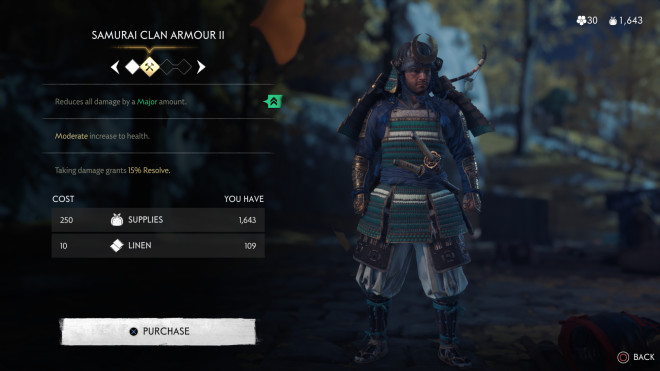 SAMURAI CLAN ARMOUR II
30 1,643
Reduces all damage by a Major amount.
Moderate increase to health.
Taking damage grants 15% Resolve.
COST YOU HAVE
250 SUPPLIES 1,643
10 LINEN 109
PURCHASE
BACK